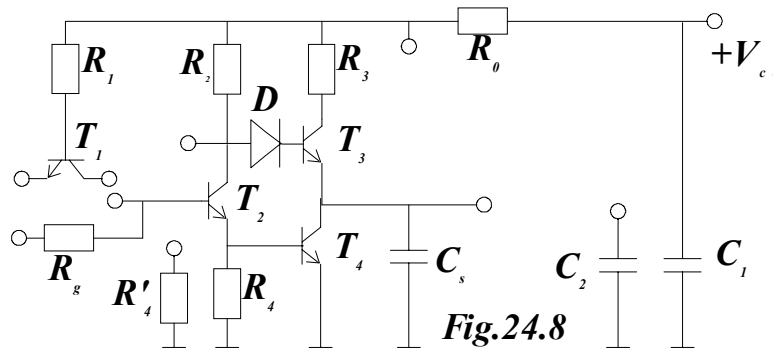 R1 R2 R3 R0 +Vc
D
T1 T3
T2
Rg R'4 R4 T4 Cs C2 C1
Fig.24.8